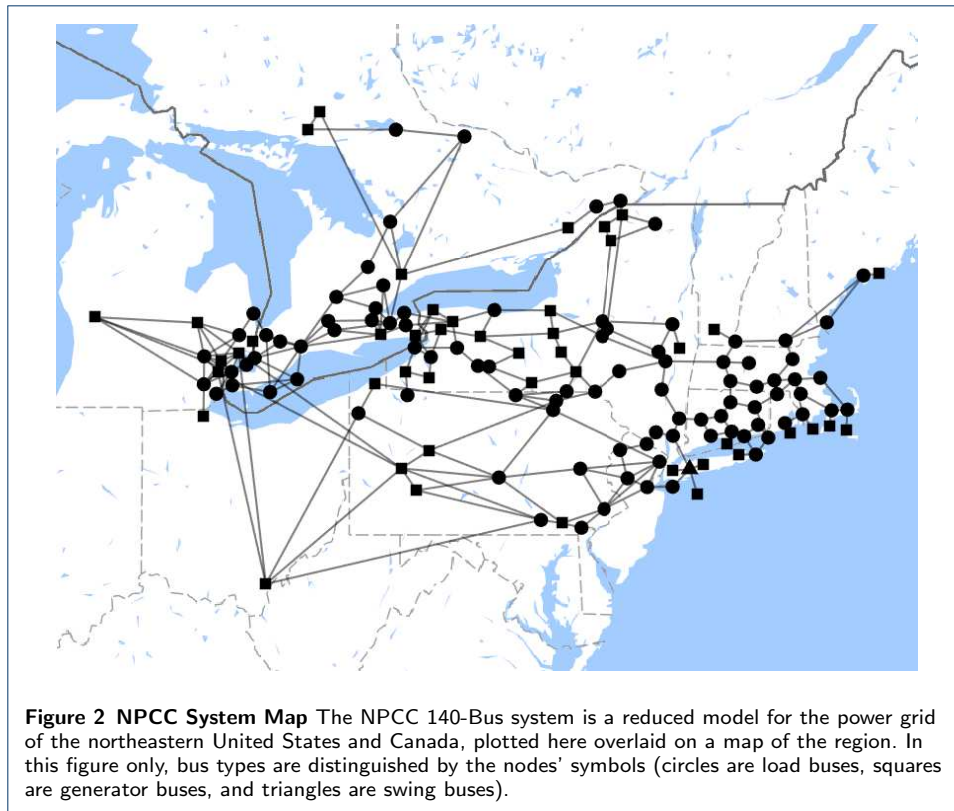 Figure 2 NPCC System Map The NPCC 140-Bus system is a reduced model for the power grid
of the northeastern United States and Canada, plotted here overlaid on a map of the region. In
this figure only, bus types are distinguished by the nodes' symbols (circles are load buses, squares
are generator buses, and triangles are swing buses).